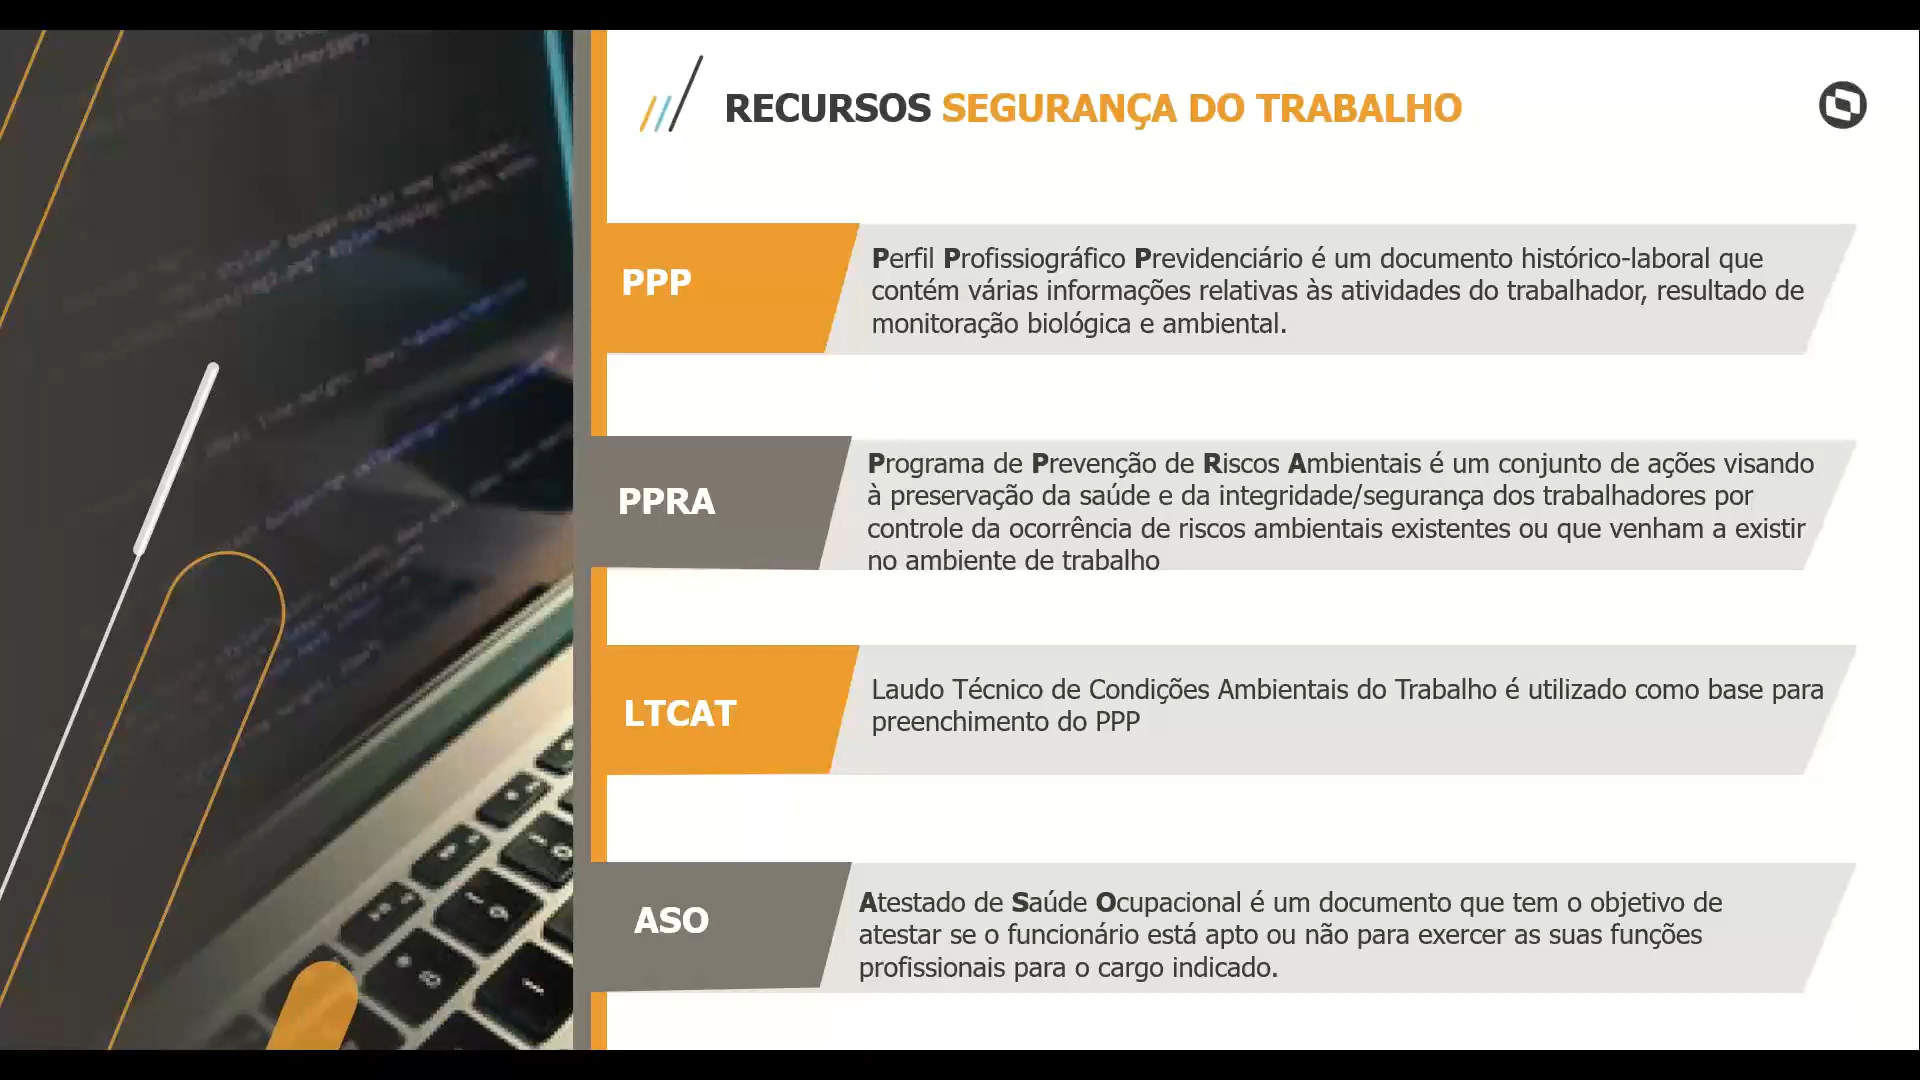 RECURSOS SEGURANÇA DO TRABALHO
PPP
Perfil Profissiográfico Previdenciário é um documento histórico-laboral que
contém várias informações relativas às atividades do trabalhador, resultado de
monitoração biológica e ambiental.
PPRA
Programa de Prevenção de Riscos Ambientais é um conjunto de ações visando
à preservação da saúde e da integridade/segurança dos trabalhadores por
controle da ocorrência de riscos ambientais existentes ou que venham a existir
no ambiente de trabalho
LTCAT
Laudo Técnico de Condições Ambientais do Trabalho é utilizado como base para
preenchimento do PPP
ASO
Atestado de Saúde Ocupacional é um documento que tem o objetivo de
atestar se o funcionário está apto ou não para exercer as suas funções
profissionais para o cargo indicado.